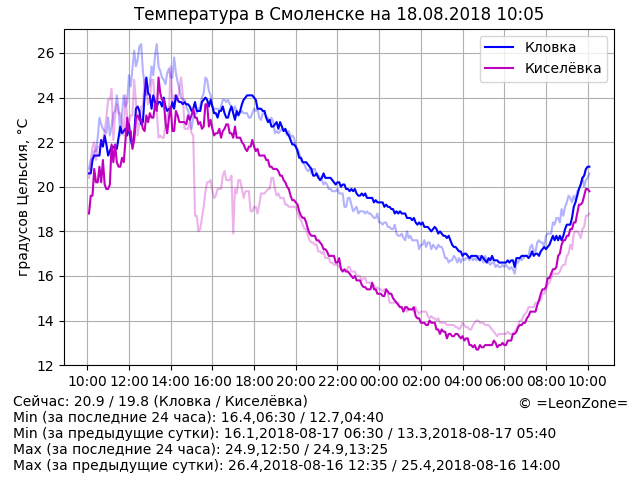 Температура в Смоленске на 18.08.2018 10:05
Кловка
Киселёвка
градусов Цельсия, °C
26
24
22
20
18
16
14
12
10:00 12:00 14:00 16:00 18:00 20:00 22:00 00:00 02:00 04:00 06:00 08:00 10:00
Сейчас: 20.9 / 19.8 (Кловка / Киселёвка)
© =LeonZone=
Min (за последние 24 часа): 16.4,06:30 / 12.7,04:40
Min (за предыдущие сутки): 16.1,2018-08-17 06:30 / 13.3,2018-08-17 05:40
Max (за последние 24 часа): 24.9,12:50 / 24.9,13:25
Max (за предыдущие сутки): 26.4,2018-08-16 12:35 / 25.4,2018-08-16 14:00